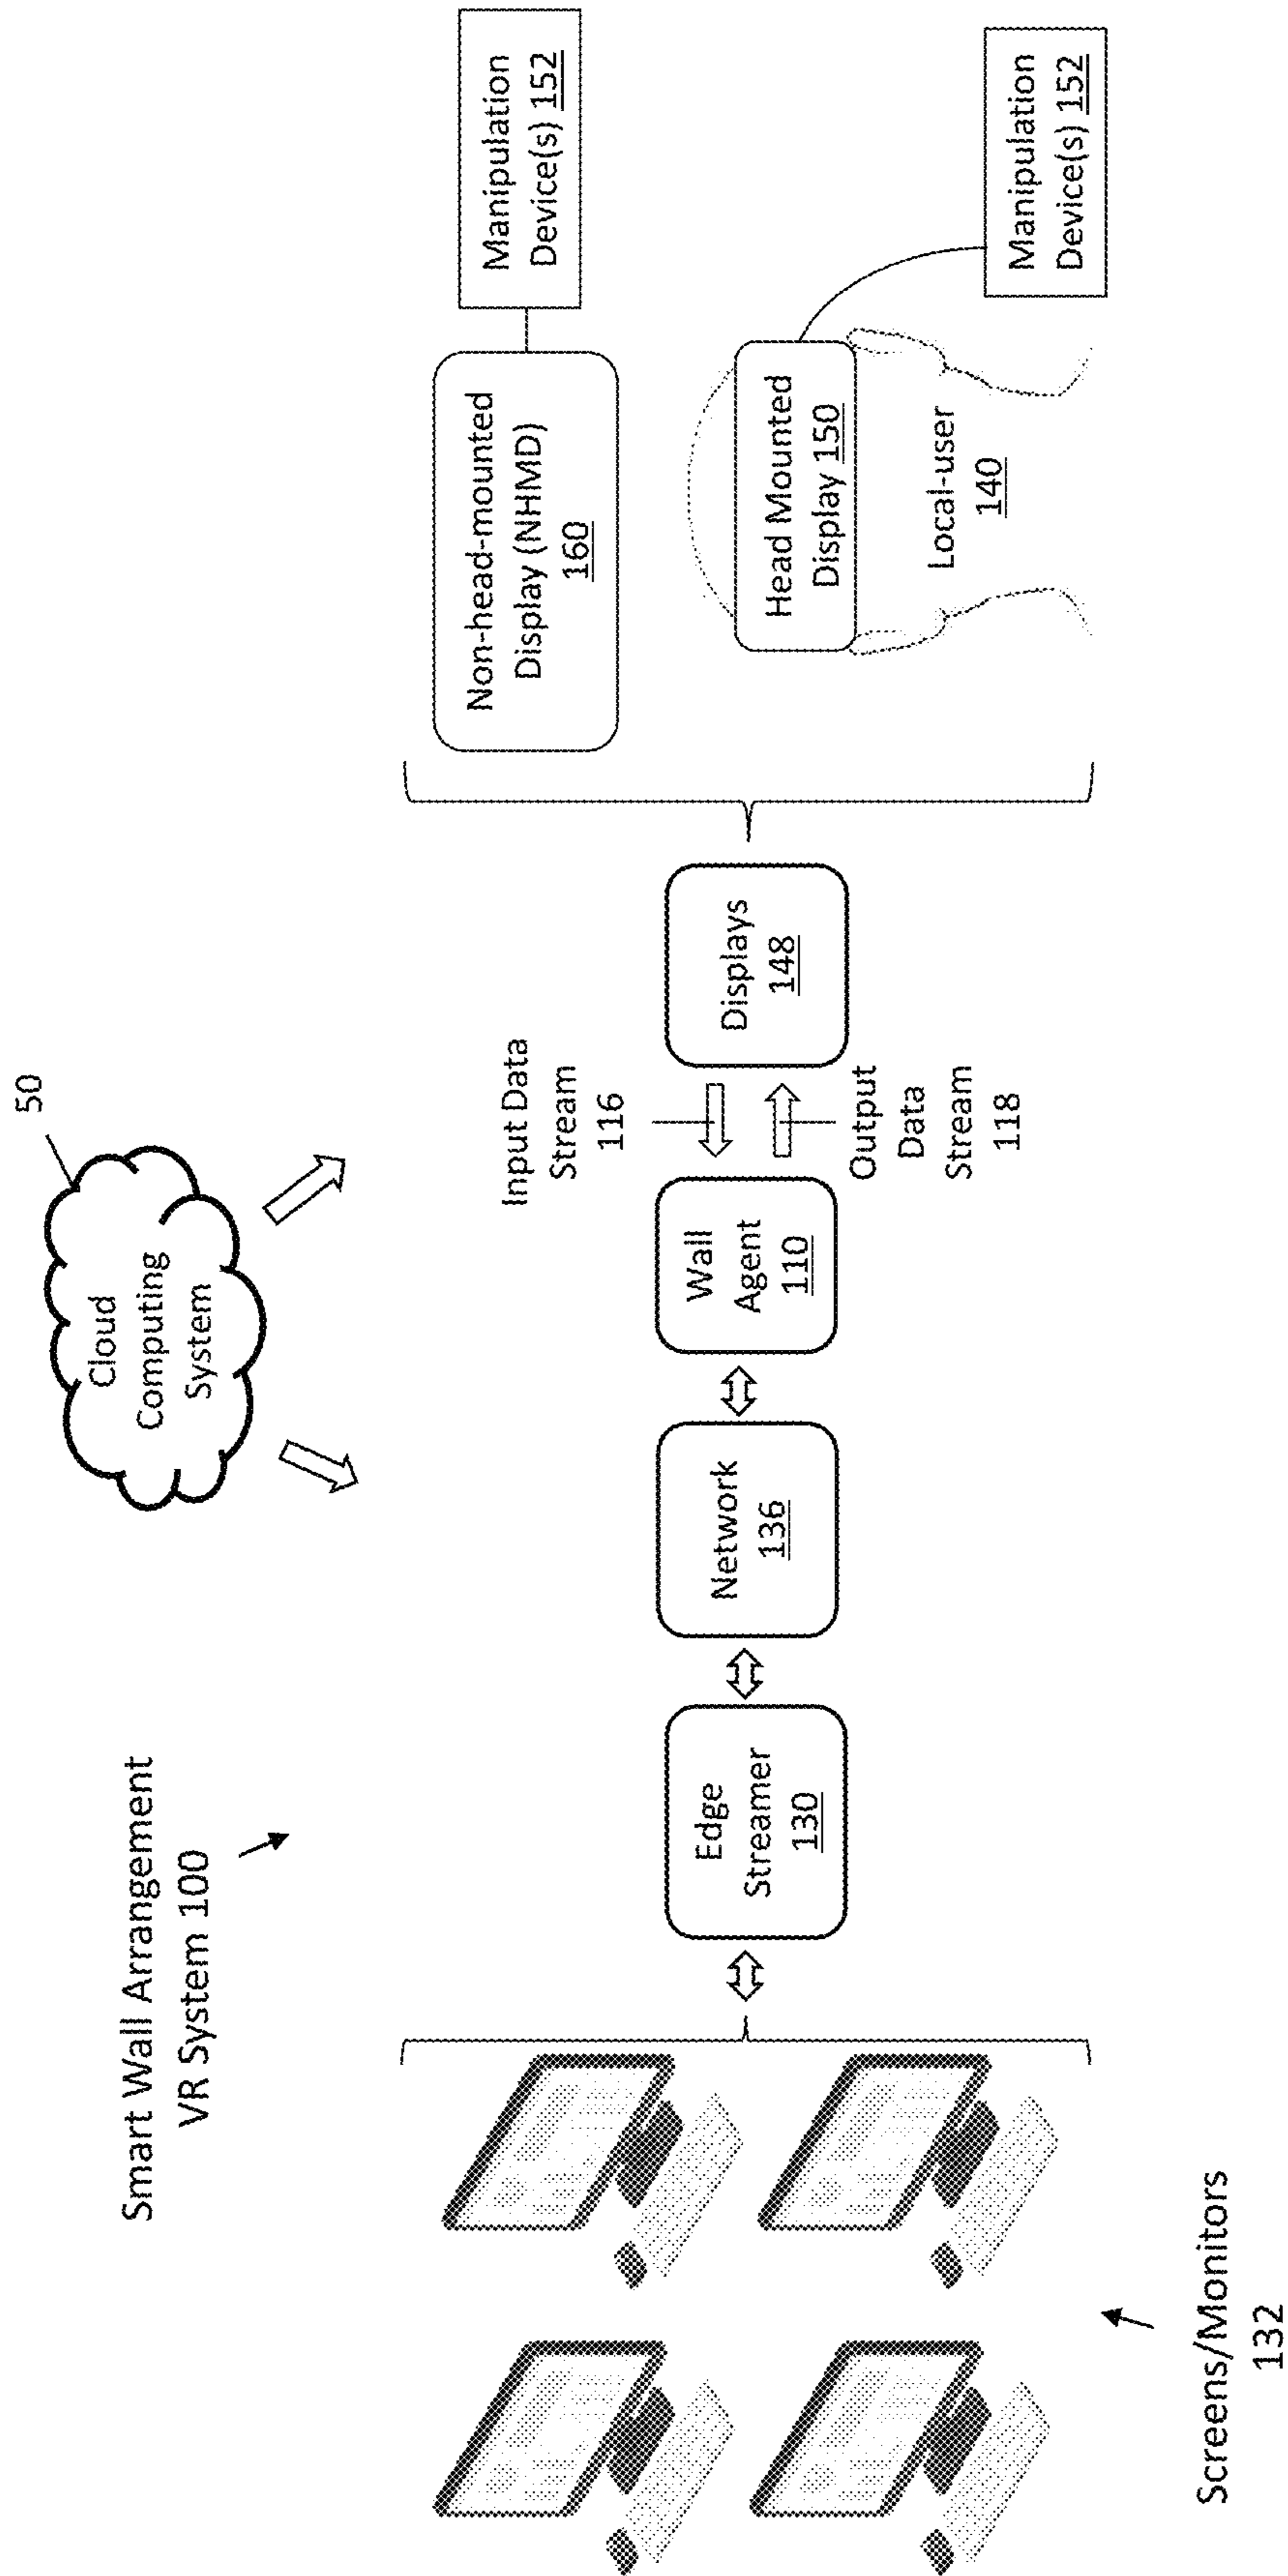 Smart Wall Arrangement
VR System 100
50
Cloud
Computing
System
Screens/Monitors
132
Edge
Streamer
130
Network
136
Wall
Agent
110
Input Data
Stream
116
Output
Data
Stream
118
Displays
148
Non-head-mounted
Display (NHMD)
160
Manipulation
Device(s) 152
Head Mounted
Display 150
Local-user
140
Manipulation
Device(s) 152